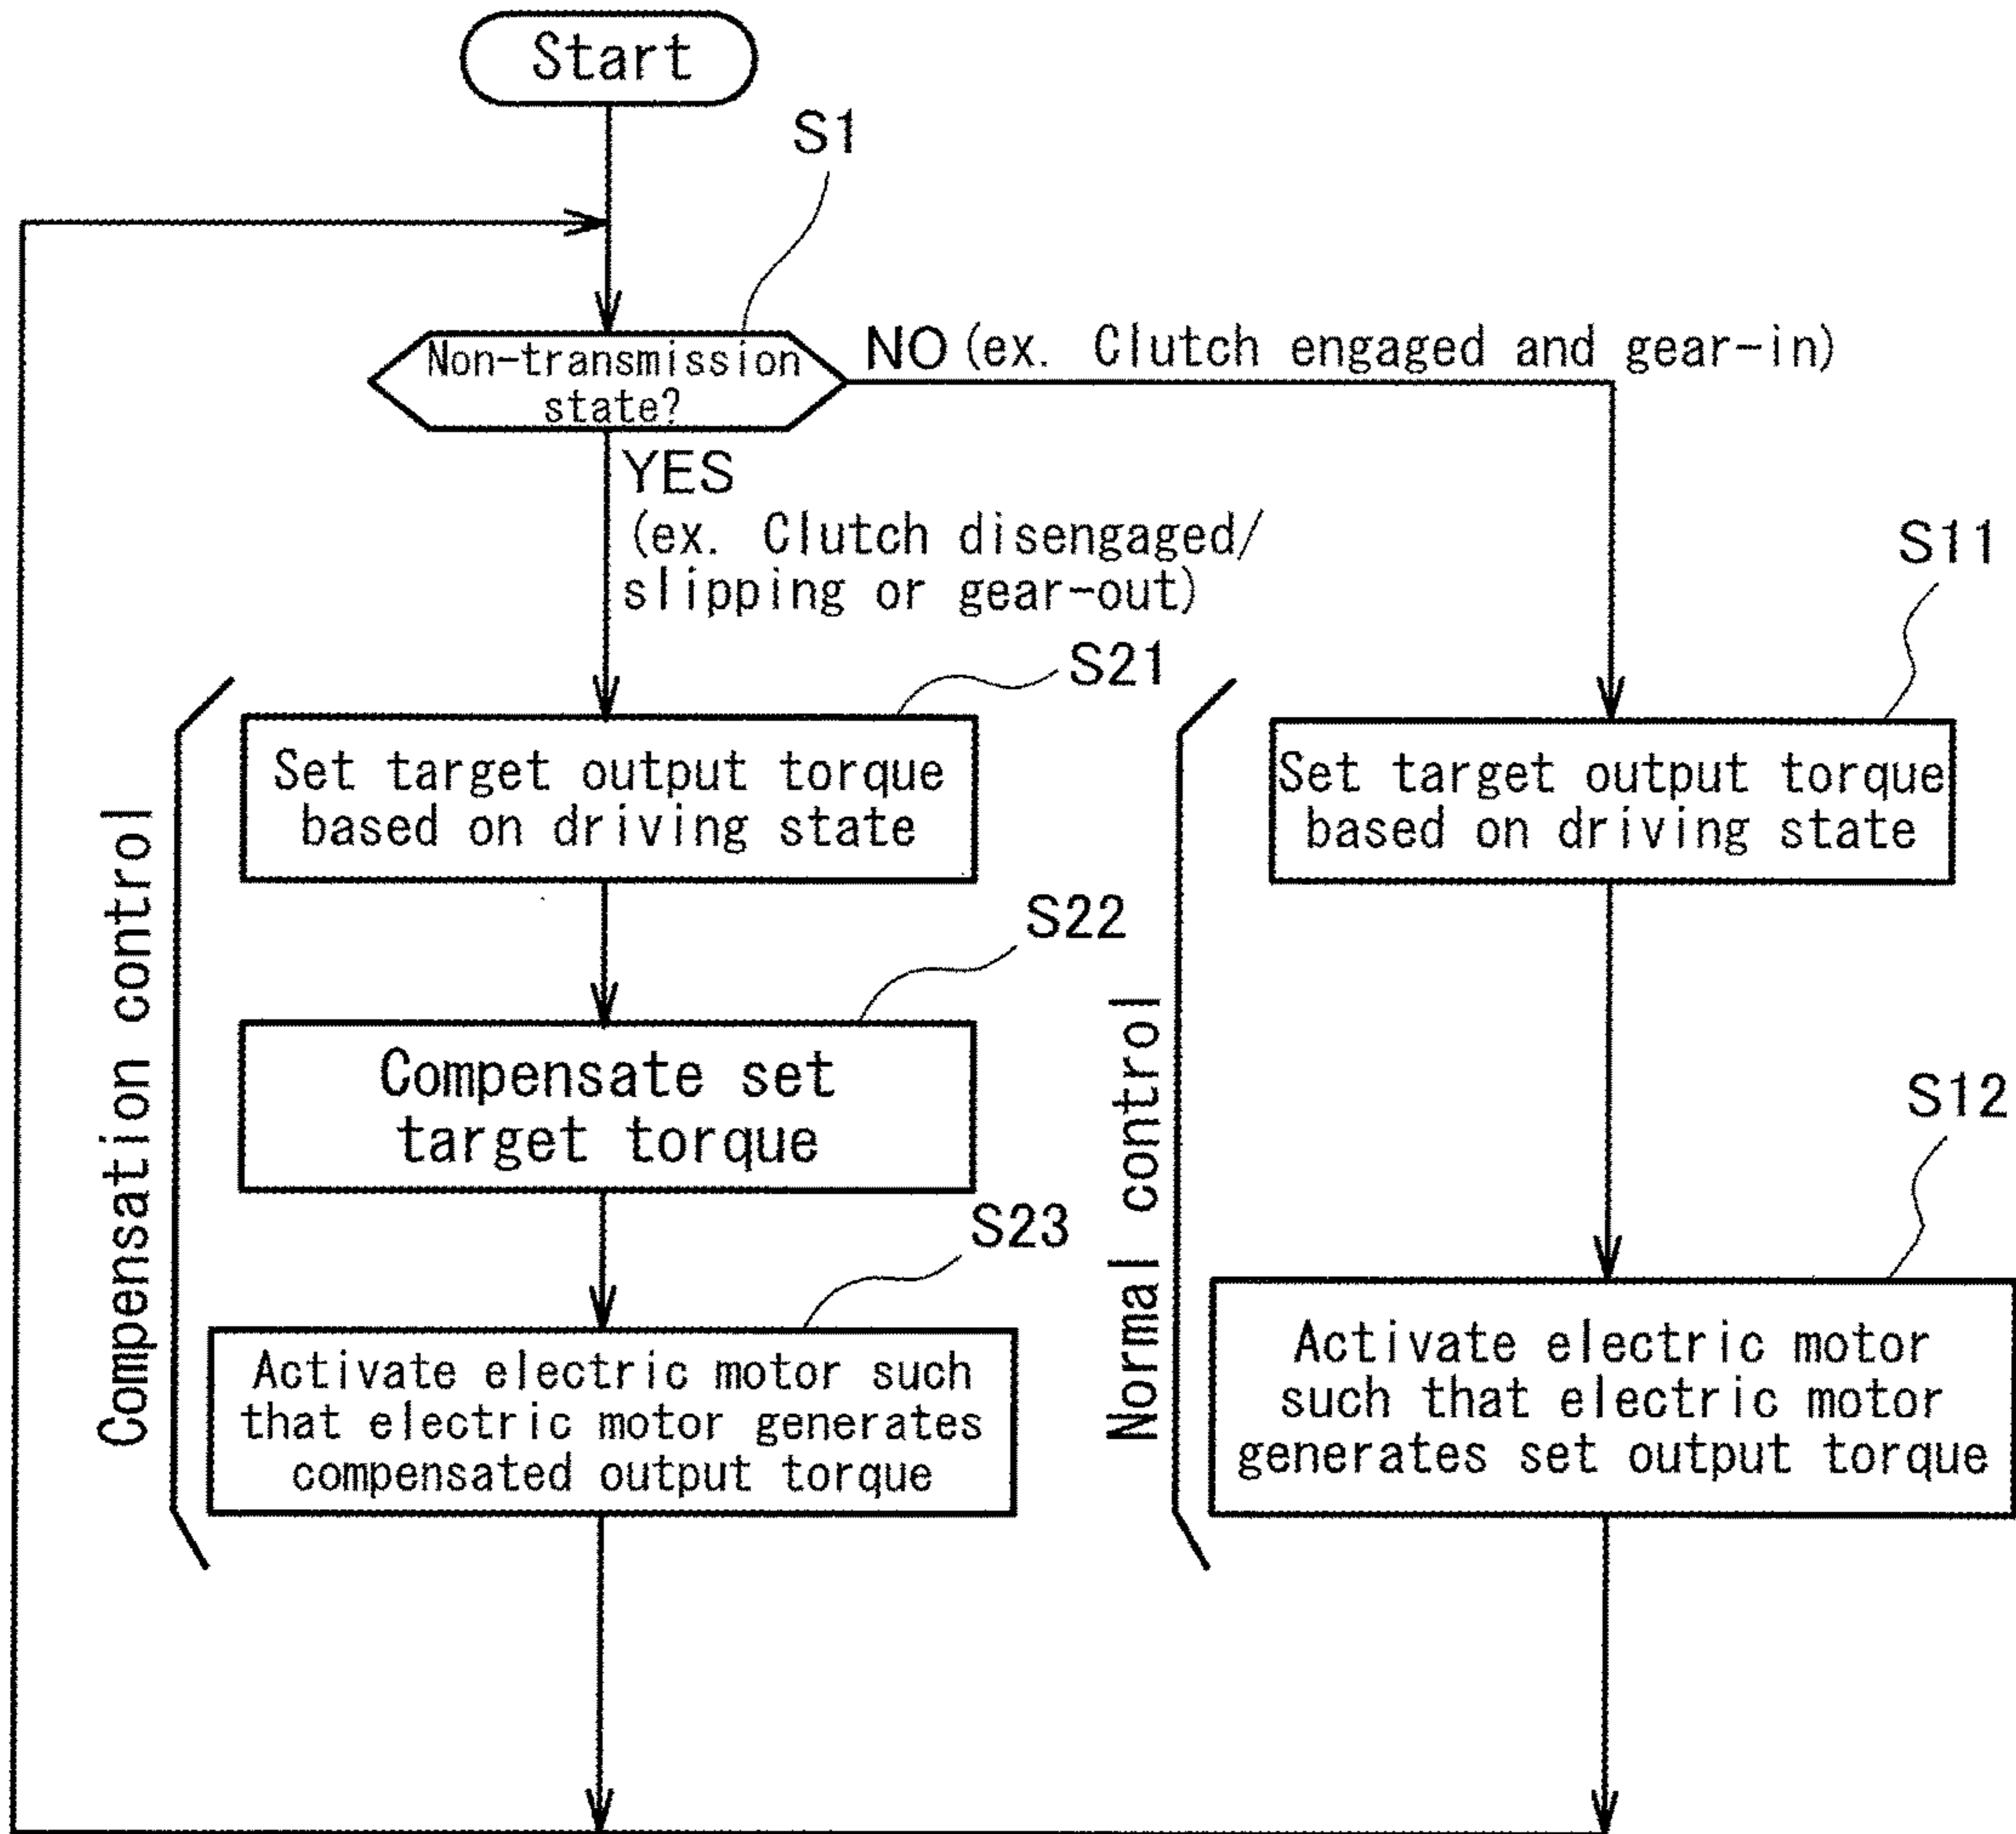 Start
S1
Non-transmission
state?
NO (ex. Clutch engaged and gear-in)
YES
(ex. Clutch disengaged/
slipping or gear-out)
Compensation control
S21
Set target output torque
based on driving state
S22
Compensate set
target torque
S23
Activate electric motor such
that electric motor generates
compensated output torque
Normal control
S11
Set target output torque
based on driving state
S12
Activate electric motor
such that electric motor
generates set output torque